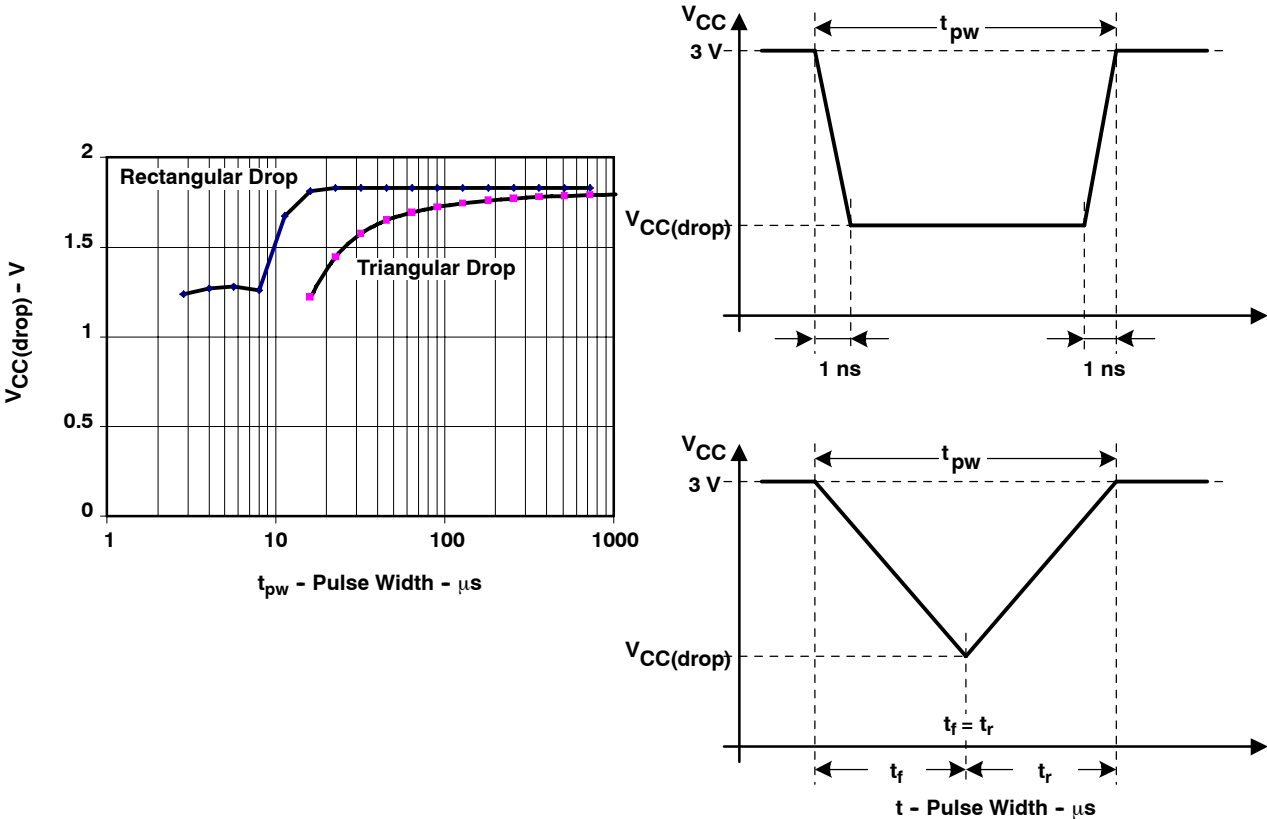 2
1.5
1
0.5
0
VCC(drop) - V
Rectangular Drop
Triangular Drop
1
10
100
1000
tpw - Pulse Width - μs
VCC
3 V
tpw
VCC(drop)
1 ns
1 ns
VCC
3 V
tpw
VCC(drop)
tf = tr
tf
tr
t - Pulse Width - μs